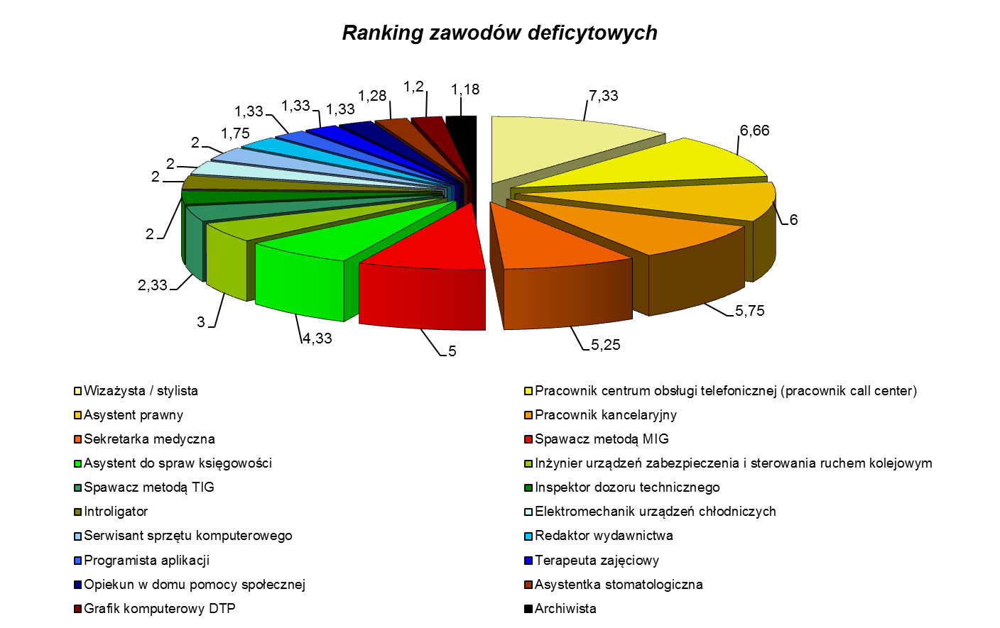 Ranking zawodów deficytowych
7,33
6,66
6
5,75
5,25
5
4,33
3
2,33
2
2
2
2
1,75
1,33
1,33
1,33
1,28
1,2
1,18
Wizażysta / stylista
Pracownik centrum obsługi telefonicznej (pracownik call center)
Asystent prawny
Pracownik kancelaryjny
Sekretarka medyczna
Spawacz metodą MIG
Asystent do spraw księgowości
Inżynier urządzeń zabezpieczenia i sterowania ruchem kolejowym
Spawacz metodą TIG
Inspektor dozoru technicznego
Introligator
Elektromechanik urządzeń chłodniczych
Serwisant sprzętu komputerowego
Redaktor wydawnictwa
Programista aplikacji
Terapeuta zajęciowy
Opiekun w domu pomocy społecznej
Asystentka stomatologiczna
Grafik komputerowy DTP
Archiwista